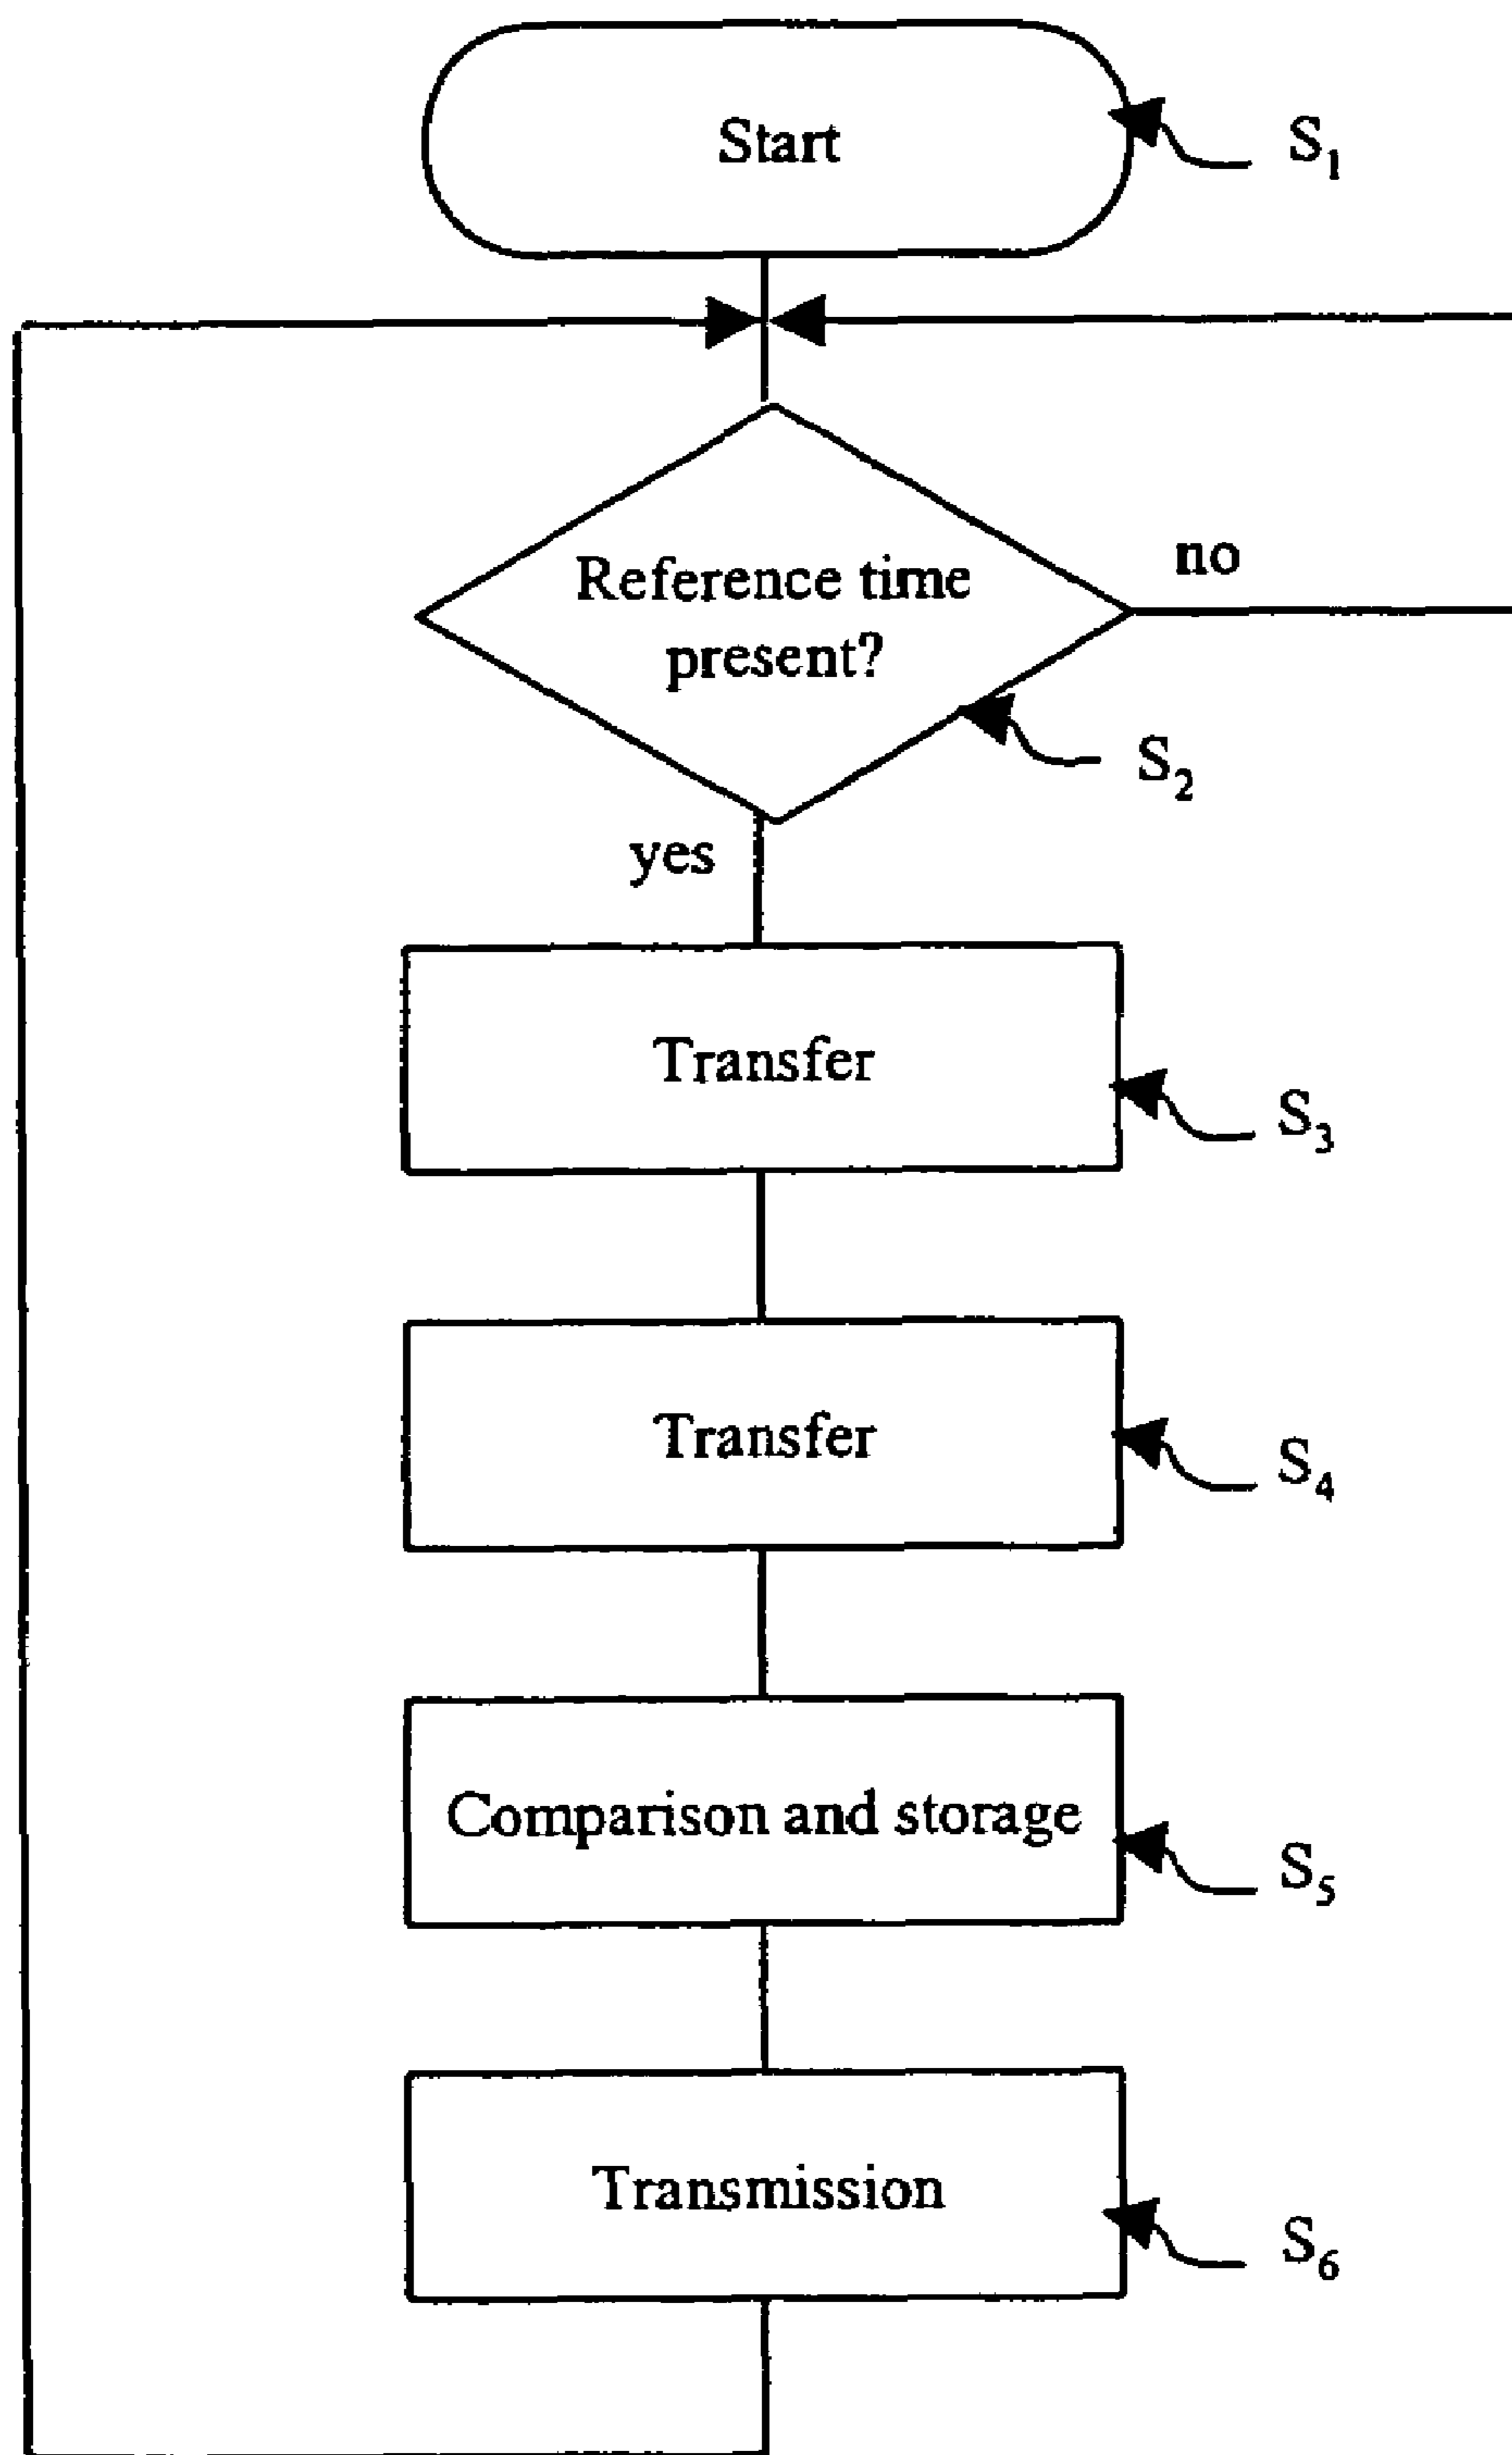 Start
S₁
Reference time
present?
no
S₂
yes
Transfer
S₃
Transfer
S₄
Comparison and storage
S₅
Transmission
S₆